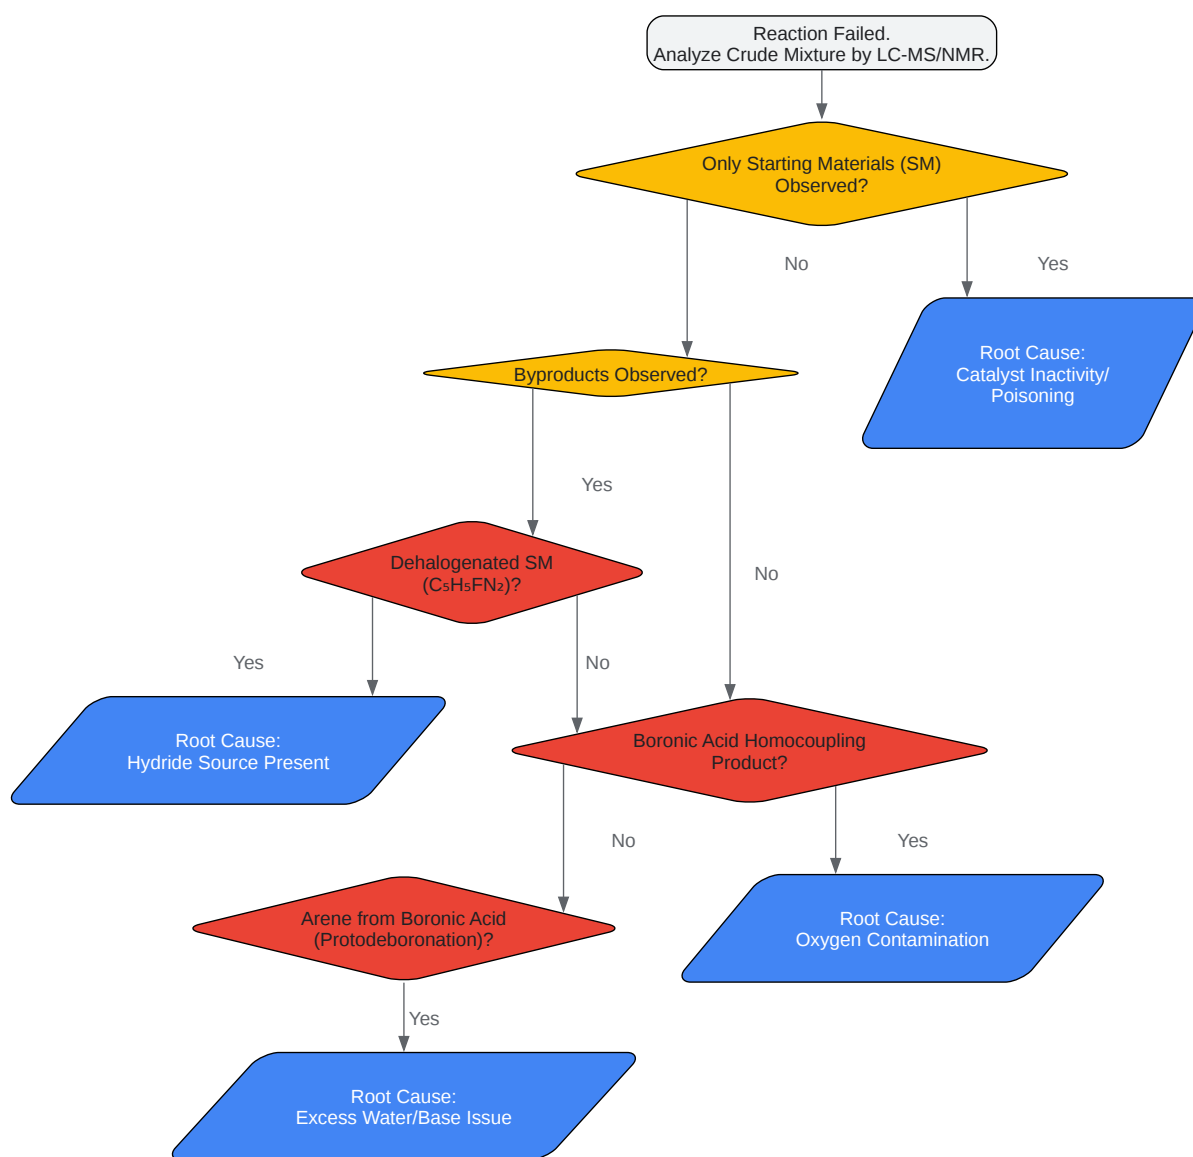 Reaction Failed.
Analyze Crude Mixture by LC-MS/NMR.
Only Starting Materials (SM)
Observed?
No
Yes
Root Cause:
Catalyst Inactivity/
Poisoning
Byproducts Observed?
Yes
No
Dehalogenated SM
(C₅H₅FN₂)?
Yes
No
Root Cause:
Hydride Source Present
Boronic Acid Homocoupling
Product?
No
Yes
Arene from Boronic Acid
(Protodeboronation)?
Root Cause:
Oxygen Contamination
Yes
Root Cause:
Excess Water/Base Issue